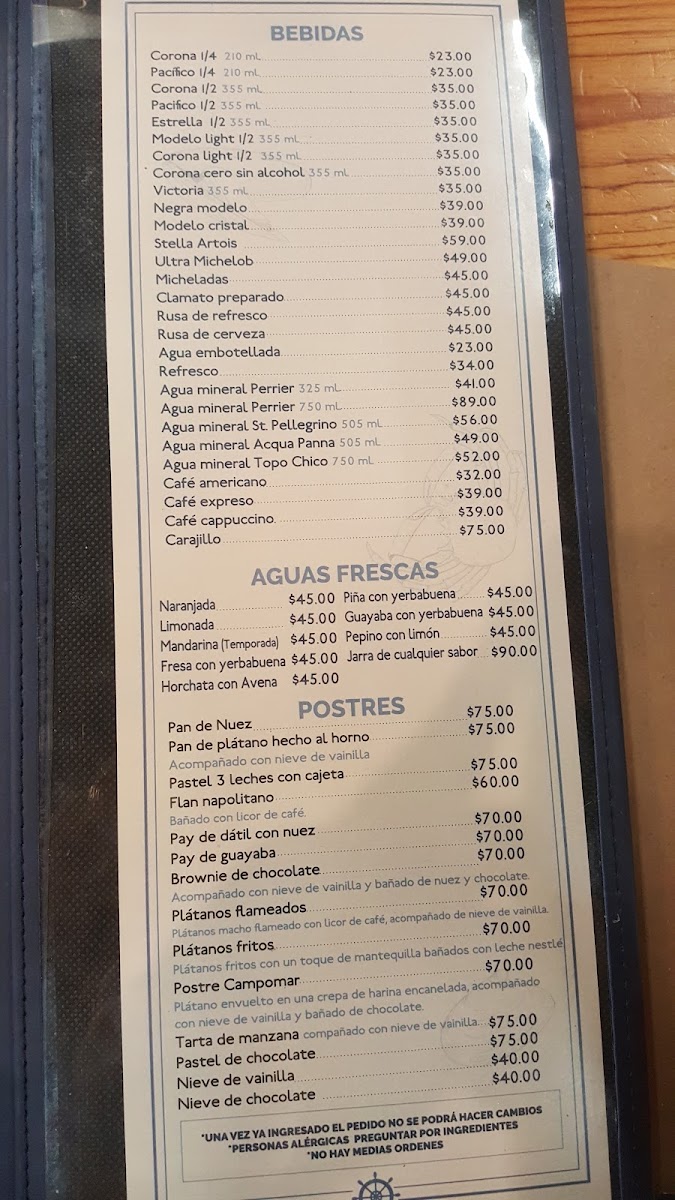 BEBIDAS
Corona 1/4 210 mL $23.00
Pacífico 1/4 210 mL $23.00
Corona 1/2 355 mL $35.00
Pacifico 1/2 355 mL $35.00
Estrella 1/2 355 mL $35.00
Modelo light 1/2 355 mL $35.00
Corona light 1/2 355 mL $35.00
Corona cero sin alcohol 355 mL $35.00
Victoria 355 mL $35.00
Negra modelo $39.00
Modelo cristal $39.00
Stella Artois $59.00
Ultra Michelob $49.00
Micheladas $45.00
Clamato preparado $45.00
Rusa de refresco $45.00
Rusa de cerveza $45.00
Agua embotellada $23.00
Refresco $34.00
Agua mineral Perrier 325 mL $41.00
Agua mineral Perrier 750 mL $89.00
Agua mineral St. Pellegrino 505 mL $56.00
Agua mineral Acqua Panna 505 mL $49.00
Agua mineral Topo Chico 750 mL $52.00
Café americano $32.00
Café expreso $39.00
Café cappuccino $39.00
Carajillo $75.00
AGUAS FRESCAS
Naranjada $45.00 Piña con yerbabuena $45.00
Limonada $45.00 Guayaba con yerbabuena $45.00
Mandarina (Temporada) $45.00 Pepino con limón $45.00
Fresa con yerbabuena $45.00 Jarra de cualquier sabor $90.00
Horchata con Avena $45.00
POSTRES
Pan de Nuez $75.00
Pan de plátano hecho al horno $75.00
Acompañado con nieve de vainilla
Pastel 3 leches con cajeta $75.00
Flan napolitano $60.00
Bañado con licor de café.
Pay de dátil con nuez $70.00
Pay de guayaba $70.00
Brownie de chocolate $70.00
Acompañado con nieve de vainilla y bañado de nuez y chocolate.
Plátanos flameados $70.00
Plátanos macho flameado con licor de café, acompañado de nieve de vainilla.
Plátanos fritos $70.00
Plátanos fritos con un toque de mantequilla bañados con leche nestlé
Postre Campomar $70.00
Plátano envuelto en una crepa de harina encanelada, acompañado
con nieve de vainilla y bañado de chocolate.
Tarta de manzana compañado con nieve de vainilla $75.00
Pastel de chocolate $75.00
Nieve de vainilla $40.00
Nieve de chocolate $40.00
*UNA VEZ YA INGRESADO EL PEDIDO NO SE PODRÁ HACER CAMBIOS
*PERSONAS ALÉRGICAS PREGUNTAR POR INGREDIENTES
*NO HAY MEDIAS ORDENES